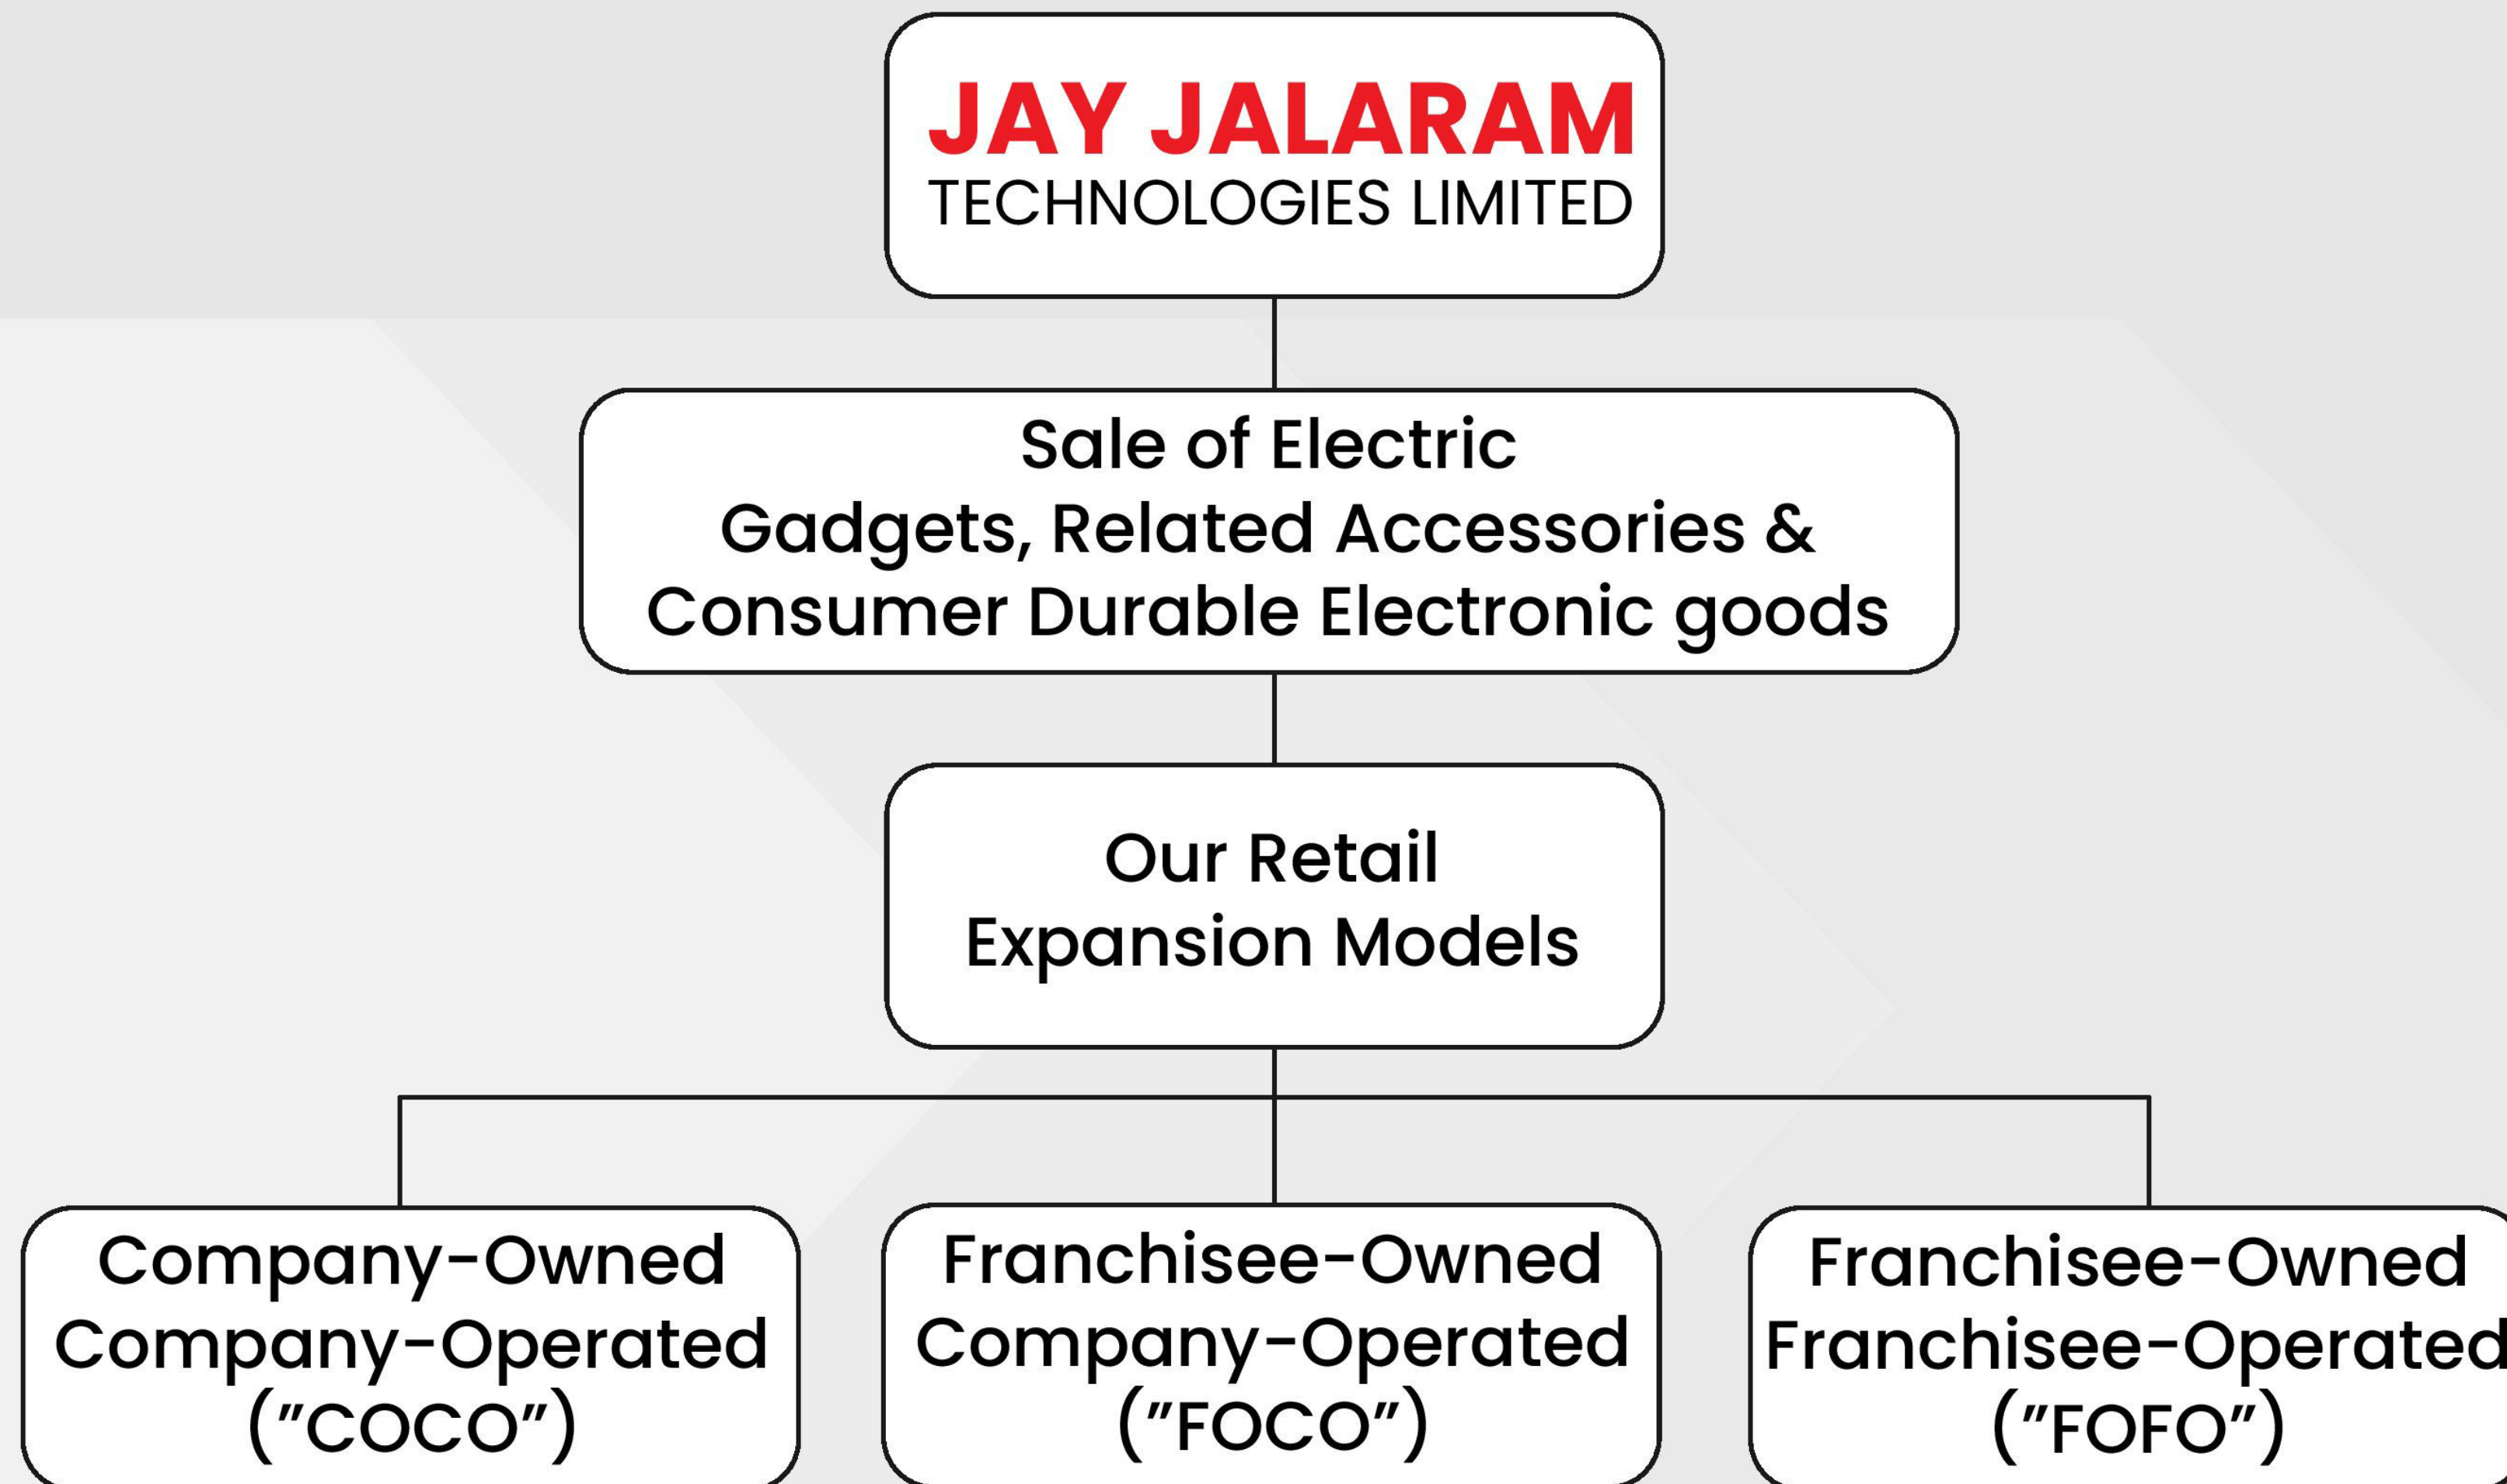 JAY JALARAM
TECHNOLOGIES LIMITED
Sale of Electric
Gadgets, Related Accessories &
Consumer Durable Electronic goods
Our Retail
Expansion Models
Company-Owned
Company-Operated
("COCO")
Franchisee-Owned
Company-Operated
("FOCO")
Franchisee-Owned
Franchisee-Operated
("FOFO")